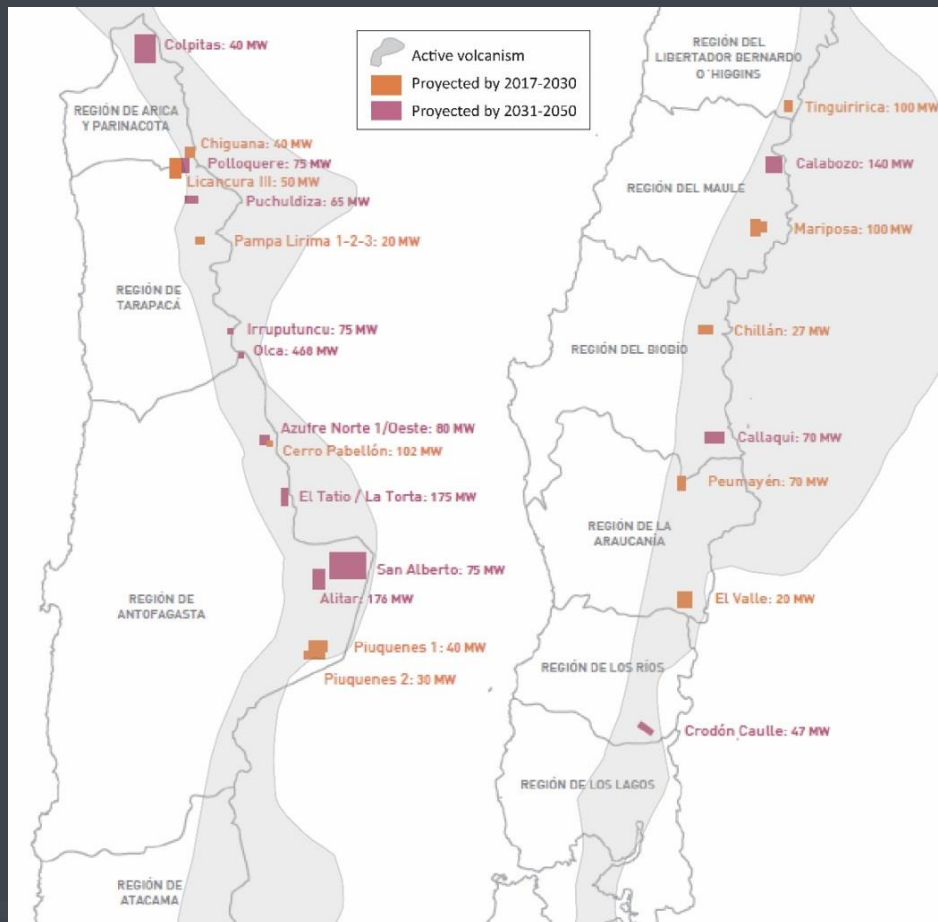 Active volcanism
Proyected by 2017-2030
Proyected by 2031-2050
Colpitas: 40 MW
REGIÓN DE ARICA
Y PARINACOTA
Chiguana: 40 MW
Polloquere: 75 MW
Licancura III: 50 MW
Puchuldiza: 65 MW
Pampa Lirima 1-2-3: 20 MW
REGIÓN DE
TARAPACÁ
Irruputuncu: 75 MW
Olca: 468 MW
Azufre Norte 1/Oeste: 80 MW
Cerro Pabellón: 102 MW
El Tatio / La Torta: 175 MW
San Alberto: 75 MW
Alitar: 176 MW
REGIÓN DE
ANTOFAGASTA
Piuquenes 1: 40 MW
Piuquenes 2: 30 MW
REGIÓN DE
ATACAMA
REGIÓN DEL
LIBERTADOR BERNARDO
O´HIGGINS
Tinguiririca: 100 MW
Calabozo: 140 MW
REGIÓN DEL MAULE
Mariposa: 100 MW
Chillán: 27 MW
REGIÓN DEL BIOBÍO
Callaqui: 70 MW
Peumayén: 70 MW
REGIÓN DE LA
ARAUCANÍA
El Valle: 20 MW
REGIÓN DE LOS RÍOS
Crodón Caulle: 47 MW
REGIÓN DE LOS LAGOS